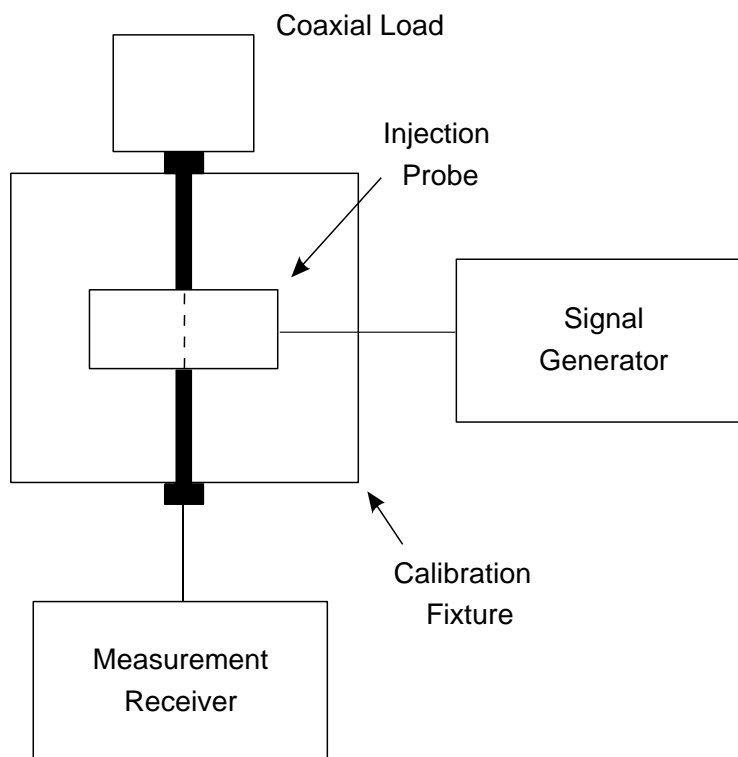 Coaxial Load
Injection
Probe
Signal
Generator
Calibration
Fixture
Measurement
Receiver